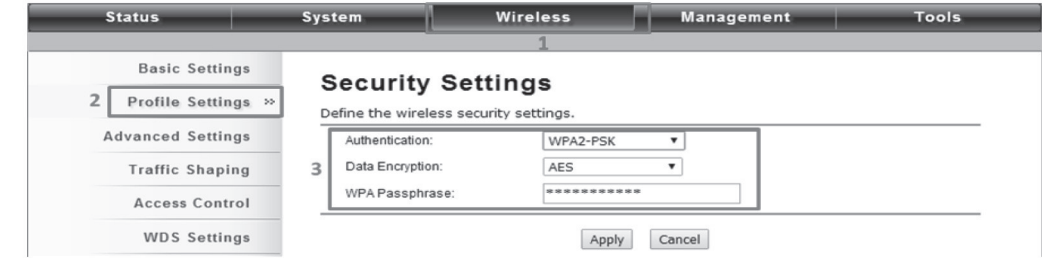 Status System Wireless Management Tools
1
Basic Settings
2 Profile Settings »
Advanced Settings
Traffic Shaping
Access Control
WDS Settings
Security Settings
Define the wireless security settings.
3
Authentication: WPA2-PSK
Data Encryption: AES
WPA Passphrase: ***********
Apply Cancel